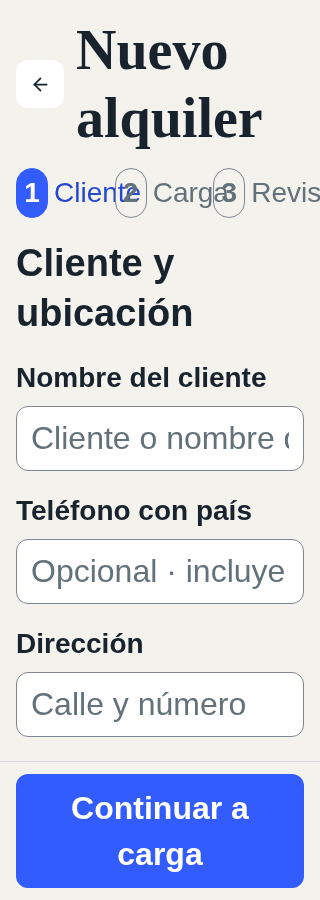 Nuevo
alquiler
1 Cliente 2 Carga 3 Revis
Cliente y
ubicación
Nombre del cliente
Cliente o nombre d
Teléfono con país
Opcional · incluye
Dirección
Calle y número
Continuar a
carga